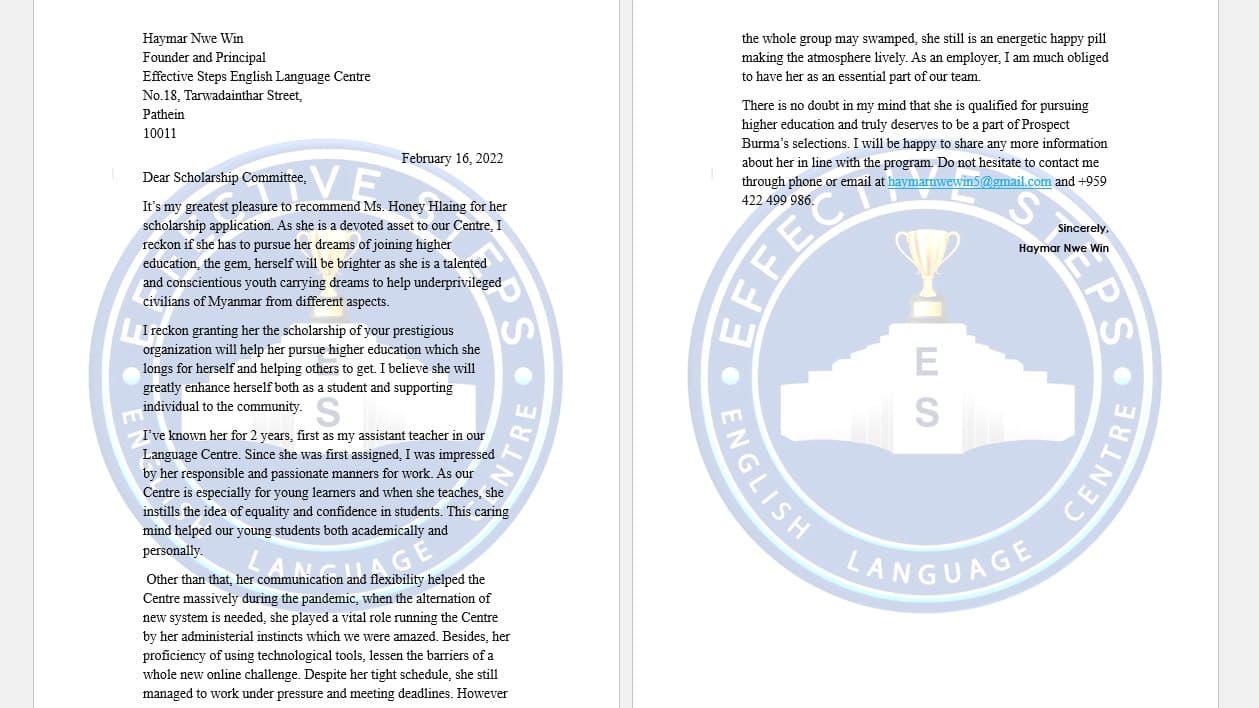 Haymar Nwe Win
Founder and Principal
Effective Steps English Language Centre
No.18, Tarwadainthar Street,
Pathein
10011
February 16, 2022
Dear Scholarship Committee,
It’s my greatest pleasure to recommend Ms. Honey Hlaing for her
scholarship application. As she is a devoted asset to our Centre, I
reckon if she has to pursue her dreams of joining higher
education, the gem, herself will be brighter as she is a talented
and conscientious youth carrying dreams to help underprivileged
civilians of Myanmar from different aspects.
I reckon granting her the scholarship of your prestigious
organization will help her pursue higher education which she
longs for herself and helping others to get. I believe she will
greatly enhance herself both as a student and supporting
individual to the community.
I’ve known her for 2 years, first as my assistant teacher in our
Language Centre. Since she was first assigned, I was impressed
by her responsible and passionate manners for work. As our
Centre is especially for young learners and when she teaches, she
instills the idea of equality and confidence in students. This caring
mind helped our young students both academically and
personally.
Other than that, her communication and flexibility helped the
Centre massively during the pandemic, when the alternation of
new system is needed, she played a vital role running the Centre
by her administerial instincts which we were amazed. Besides, her
proficiency of using technological tools, lessen the barriers of a
whole new online challenge. Despite her tight schedule, she still
managed to work under pressure and meeting deadlines. However
EFFECTIVE STEPS
E
S
ENGLISH LANGUAGE CENTRE
the whole group may swamped, she still is an energetic happy pill
making the atmosphere lively. As an employer, I am much obliged
to have her as an essential part of our team.
There is no doubt in my mind that she is qualified for pursuing
higher education and truly deserves to be a part of Prospect
Burma’s selections. I will be happy to share any more information
about her in line with the program. Do not hesitate to contact me
through phone or email at haymarnwewin5@gmail.com and +959
422 499 986.
Sincerely,
Haymar Nwe Win
EFFECTIVE STEPS
E
S
ENGLISH LANGUAGE CENTRE